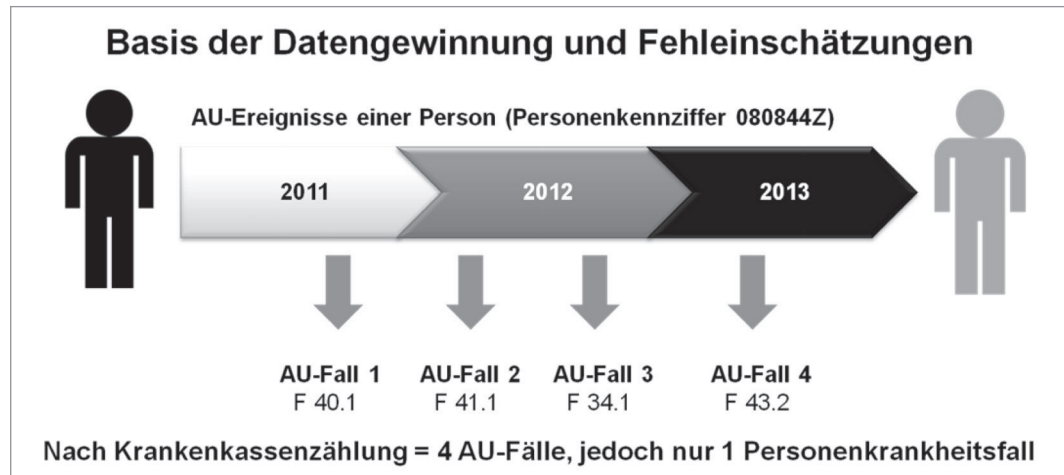 Basis der Datengewinnung und Fehleinschätzungen
AU-Ereignisse einer Person (Personenkennziffer 080844Z)
2011 2012 2013
AU-Fall 1 AU-Fall 2 AU-Fall 3 AU-Fall 4
F 40.1 F 41.1 F 34.1 F 43.2
Nach Krankenkassenzählung = 4 AU-Fälle, jedoch nur 1 Personenkrankheitsfall